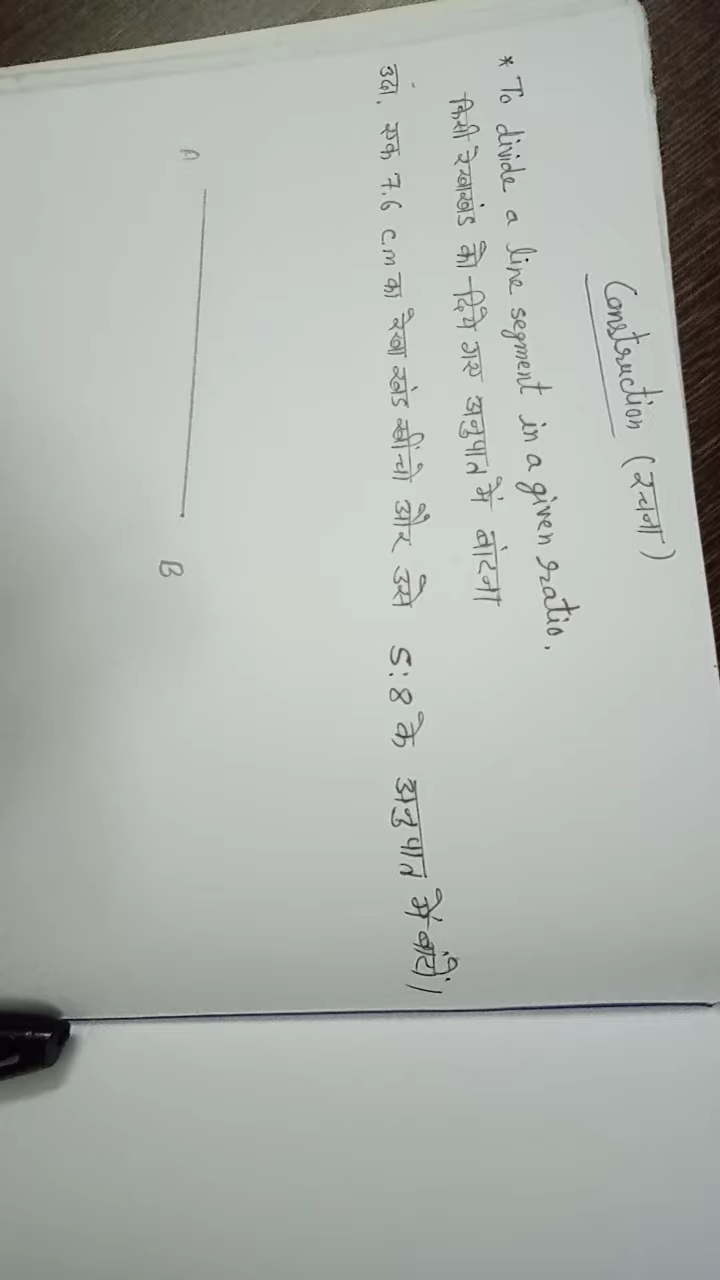 Construction (रचना)
* To divide a line segment in a given ratio.
किसी रेखाखंड को दिये गए अनुपात में बांटना
उदा. एक 7.6 c.m का रेखा खंड खींचो और उसे 5:8 के अनुपात में बांटों।
A
B